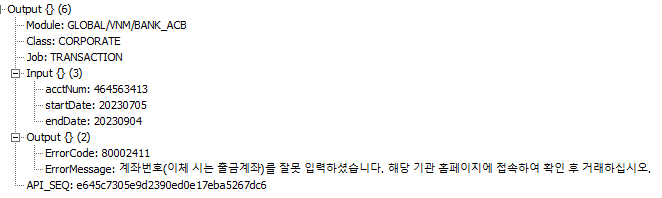 Output {} (6)
Module: GLOBAL/VNM/BANK_ACB
Class: CORPORATE
Job: TRANSACTION
Input {} (3)
acctNum: 464563413
startDate: 20230705
endDate: 20230904
Output {} (2)
ErrorCode: 80002411
ErrorMessage: 계좌번호(이체 시는 출금계좌)를 잘못 입력하셨습니다. 해당 기관 홈페이지에 접속하여 확인 후 거래하십시오.
API_SEQ: e645c7305e9d2390ed0e17eba5267dc6